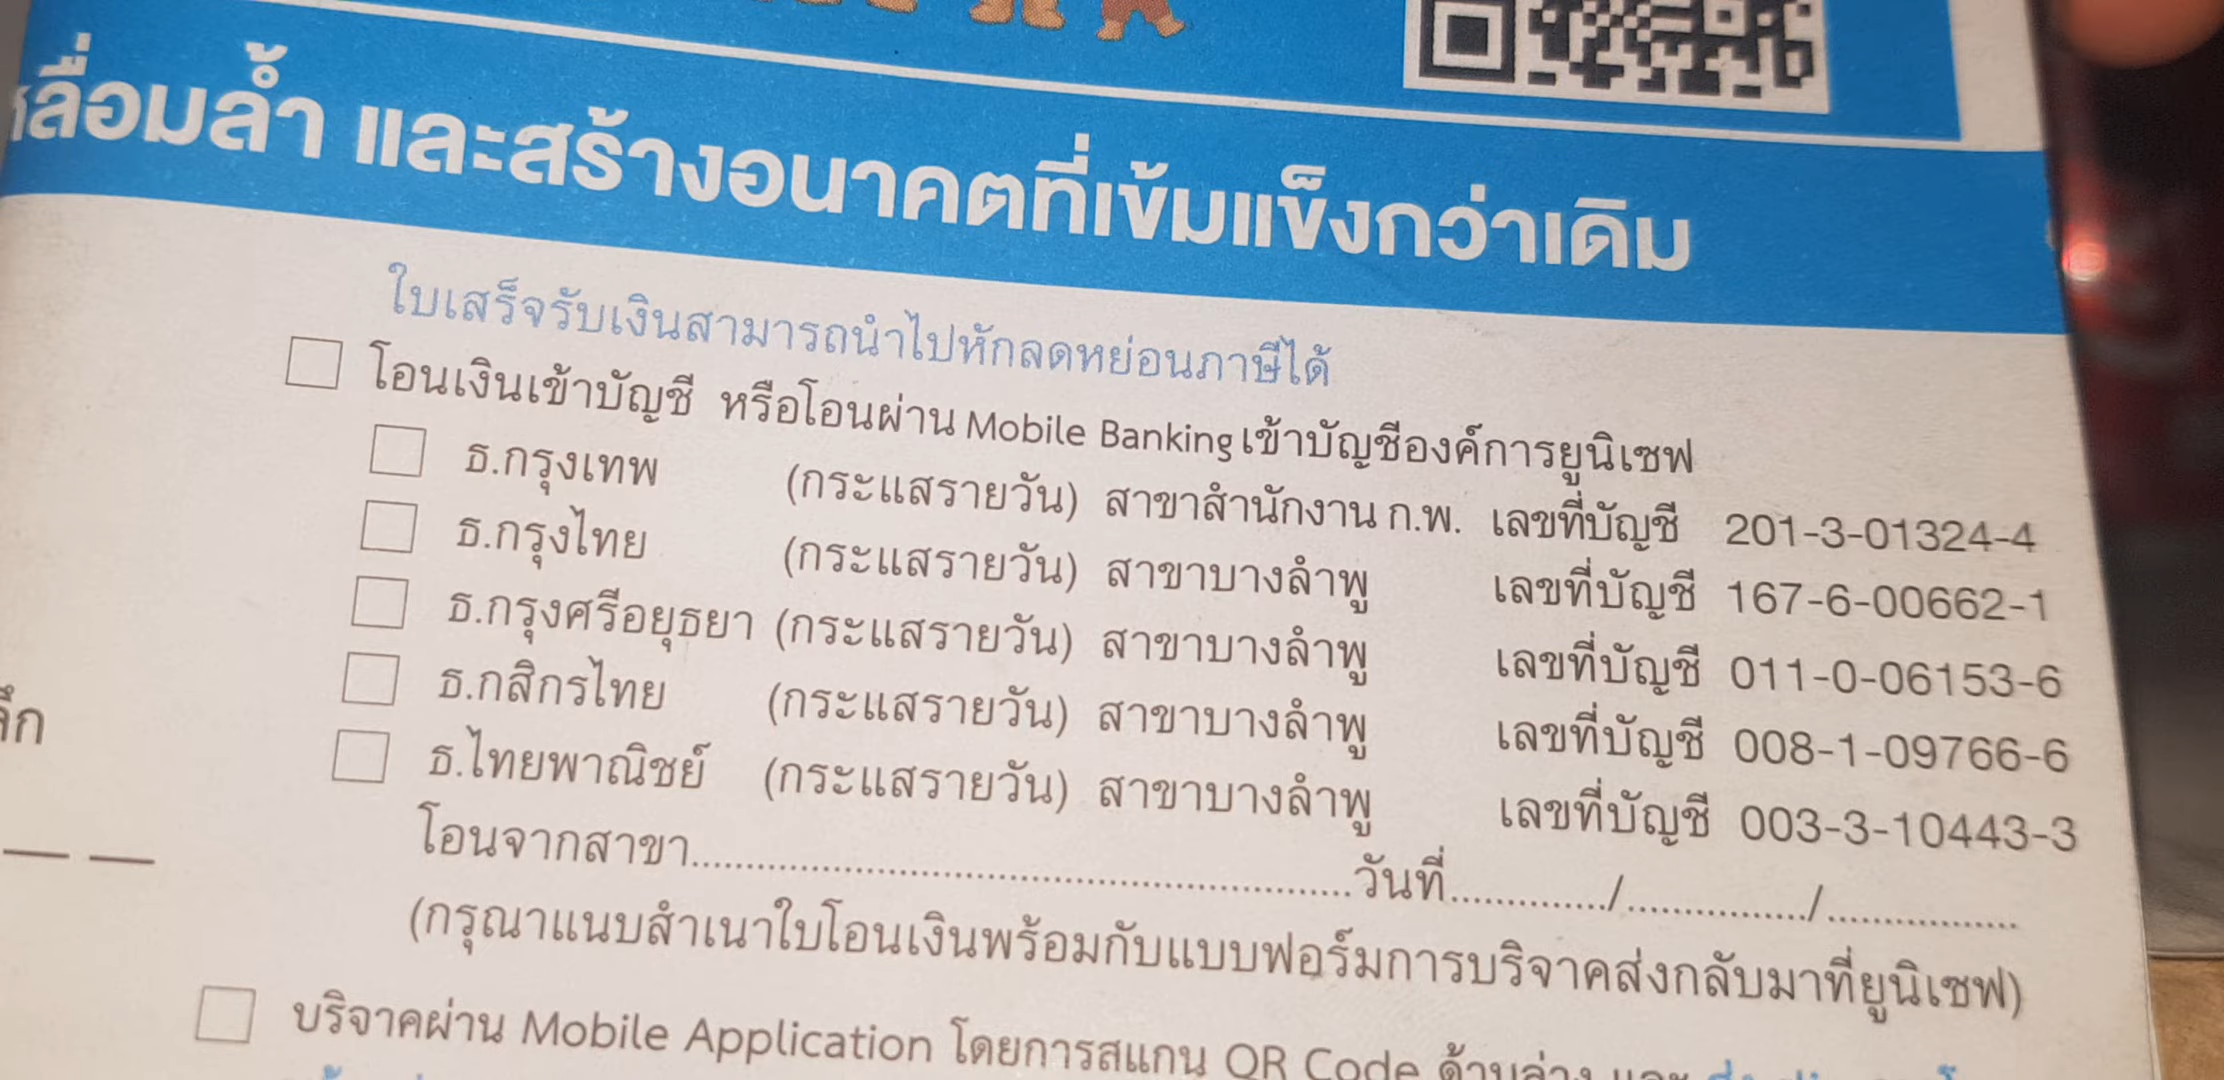 เหลื่อมล้ำ และสร้างอนาคตที่เข้มแข็งกว่าเดิม
ใบเสร็จรับเงินสามารถนำไปหักลดหย่อนภาษีได้
โอนเงินเข้าบัญชี หรือโอนผ่าน Mobile Banking เข้าบัญชีองค์การยูนิเซฟ
ธ.กรุงเทพ (กระแสรายวัน) สาขาสำนักงาน ก.พ. เลขที่บัญชี 201-3-01324-4
ธ.กรุงไทย (กระแสรายวัน) สาขาบางลำพู เลขที่บัญชี 167-6-00662-1
ธ.กรุงศรีอยุธยา (กระแสรายวัน) สาขาบางลำพู เลขที่บัญชี 011-0-06153-6
ธ.กสิกรไทย (กระแสรายวัน) สาขาบางลำพู เลขที่บัญชี 008-1-09766-6
ธ.ไทยพาณิชย์ (กระแสรายวัน) สาขาบางลำพู เลขที่บัญชี 003-3-10443-3
โอนจากสาขา..........................................................วันที่............../................/.................
(กรุณาแนบสำเนาใบโอนเงินพร้อมกับแบบฟอร์มการบริจาคส่งกลับมาที่ยูนิเซฟ)
บริจาคผ่าน Mobile Application โดยการสแกน QR Code ด้านล่าง และ